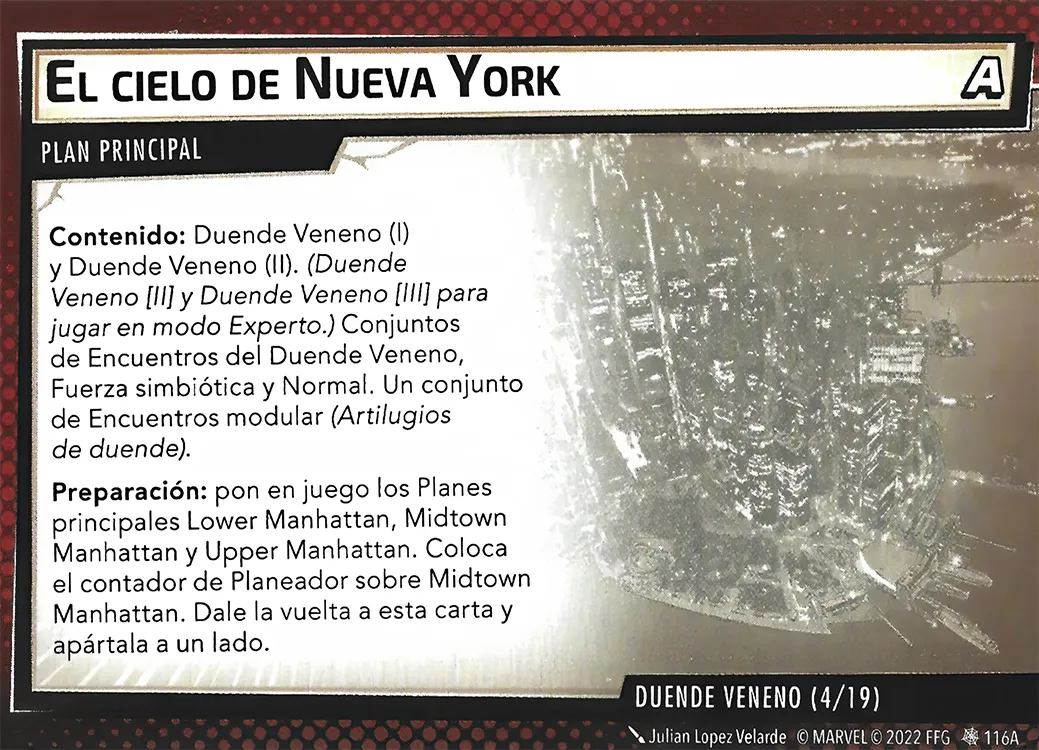 El cielo de Nueva York
A
PLAN PRINCIPAL
Contenido: Duende Veneno (I)
y Duende Veneno (II). (Duende
Veneno [II] y Duende Veneno [III] para
jugar en modo Experto.) Conjuntos
de Encuentros del Duende Veneno,
Fuerza simbiótica y Normal. Un conjunto
de Encuentros modular (Artilugios
de duende).
Preparación: pon en juego los Planes
principales Lower Manhattan, Midtown
Manhattan y Upper Manhattan. Coloca
el contador de Planeador sobre Midtown
Manhattan. Dale la vuelta a esta carta y
apártala a un lado.
DUENDE VENENO (4/19)
Julian Lopez Velarde © MARVEL © 2022 FFG 116A